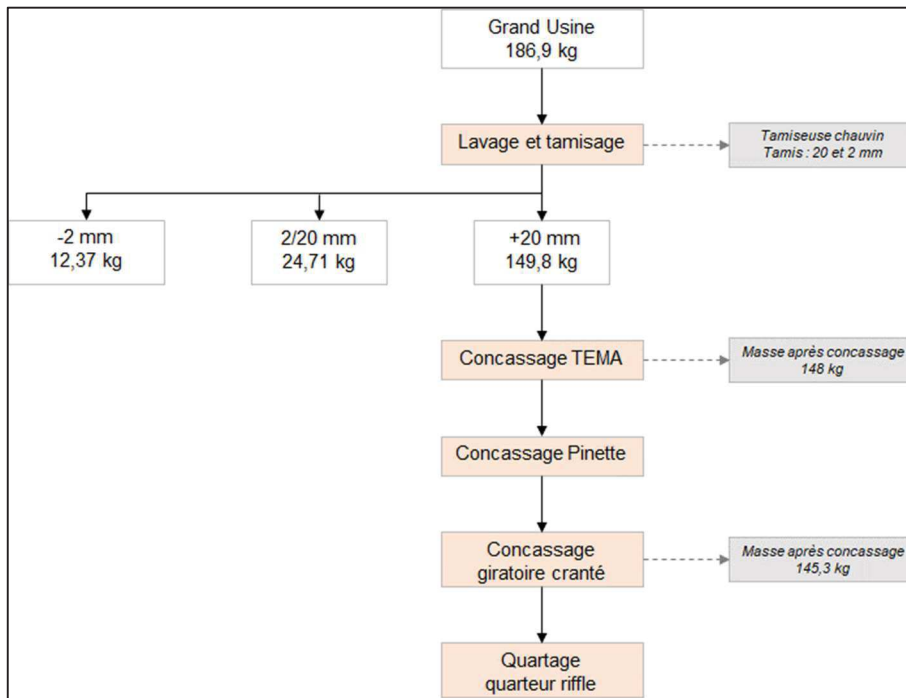 Grand Usine
186,9 kg
Lavage et tamisage
Tamiseuse chauvin
Tamis : 20 et 2 mm
-2 mm
12,37 kg
2/20 mm
24,71 kg
+20 mm
149,8 kg
Concassage TEMA
Masse après concassage
148 kg
Concassage Pinette
Concassage
giratoire cranté
Masse après concassage
145,3 kg
Quartage
quarteur riffle